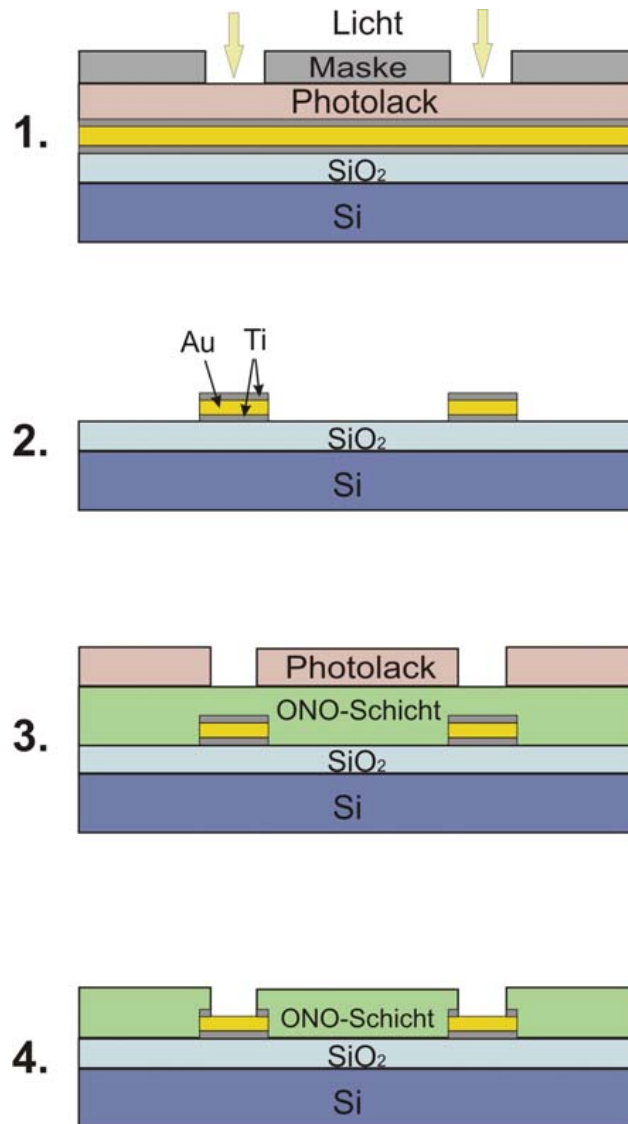 Licht
Maske
Photolack
1.
SiO₂
Si
Au Ti
2.
SiO₂
Si
Photolack
ONO-Schicht
3.
SiO₂
Si
ONO-Schicht
4.
SiO₂
Si